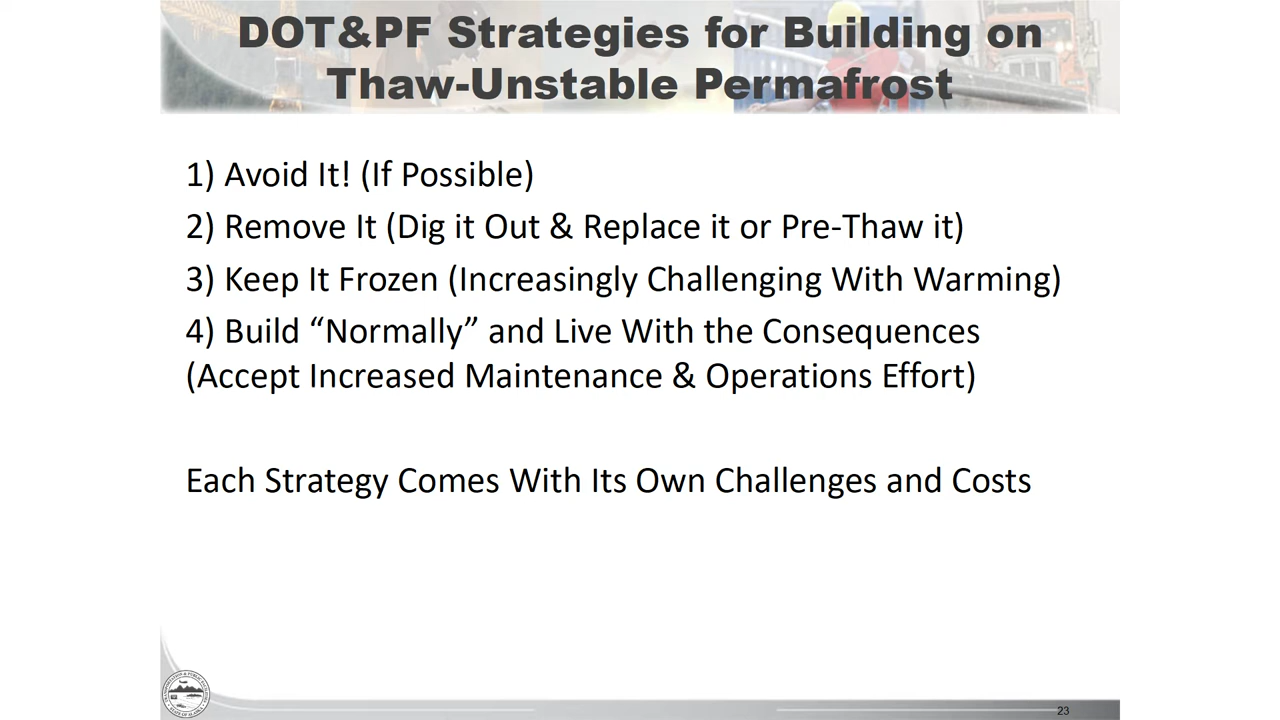 DOT&PF Strategies for Building on
Thaw-Unstable Permafrost
1) Avoid It! (If Possible)
2) Remove It (Dig it Out & Replace it or Pre-Thaw it)
3) Keep It Frozen (Increasingly Challenging With Warming)
4) Build “Normally” and Live With the Consequences
(Accept Increased Maintenance & Operations Effort)
Each Strategy Comes With Its Own Challenges and Costs
STATE OF ALASKA
23